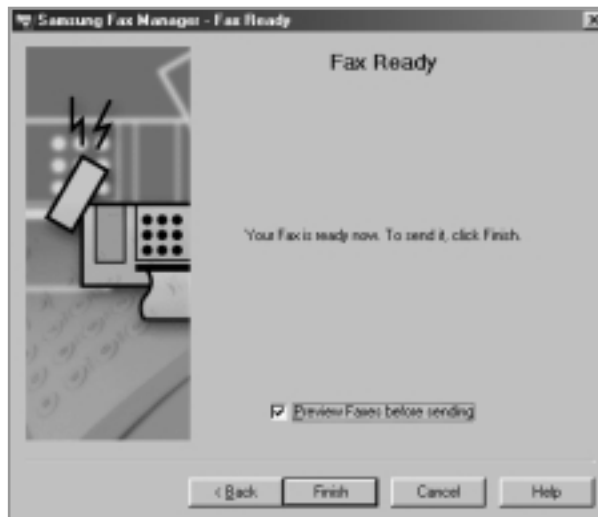 Samsung Fax Manager - Fax Ready
Fax Ready
Your Fax is ready now. To send it, click Finish.
Preview Faxes before sending
< Back
Finish
Cancel
Help